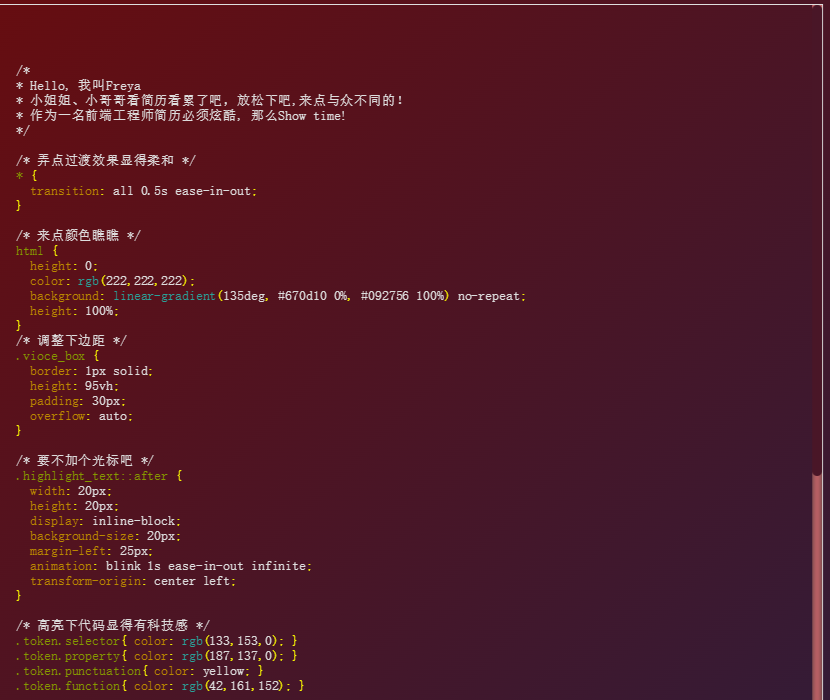 /*
* Hello, 我叫Freya
* 小姐姐、小哥哥看简历看累了吧，放松下吧,来点与众不同的！
* 作为一名前端工程师简历必须炫酷, 那么Show time!
*/
/* 弄点过渡效果显得柔和 */
* {
transition: all 0.5s ease-in-out;
}
/* 来点颜色瞧瞧 */
html {
height: 0;
color: rgb(222,222,222);
background: linear-gradient(135deg, #670d10 0%, #092756 100%) no-repeat;
height: 100%;
}
/* 调整下边距 */
.vioce_box {
border: 1px solid;
height: 95vh;
padding: 30px;
overflow: auto;
}
/* 要不加个光标吧 */
.highlight_text::after {
width: 20px;
height: 20px;
display: inline-block;
background-size: 20px;
margin-left: 25px;
animation: blink 1s ease-in-out infinite;
transform-origin: center left;
}
/* 高亮下代码显得有科技感 */
.token.selector{ color: rgb(133,153,0); }
.token.property{ color: rgb(187,137,0); }
.token.punctuation{ color: yellow; }
.token.function{ color: rgb(42,161,152); }